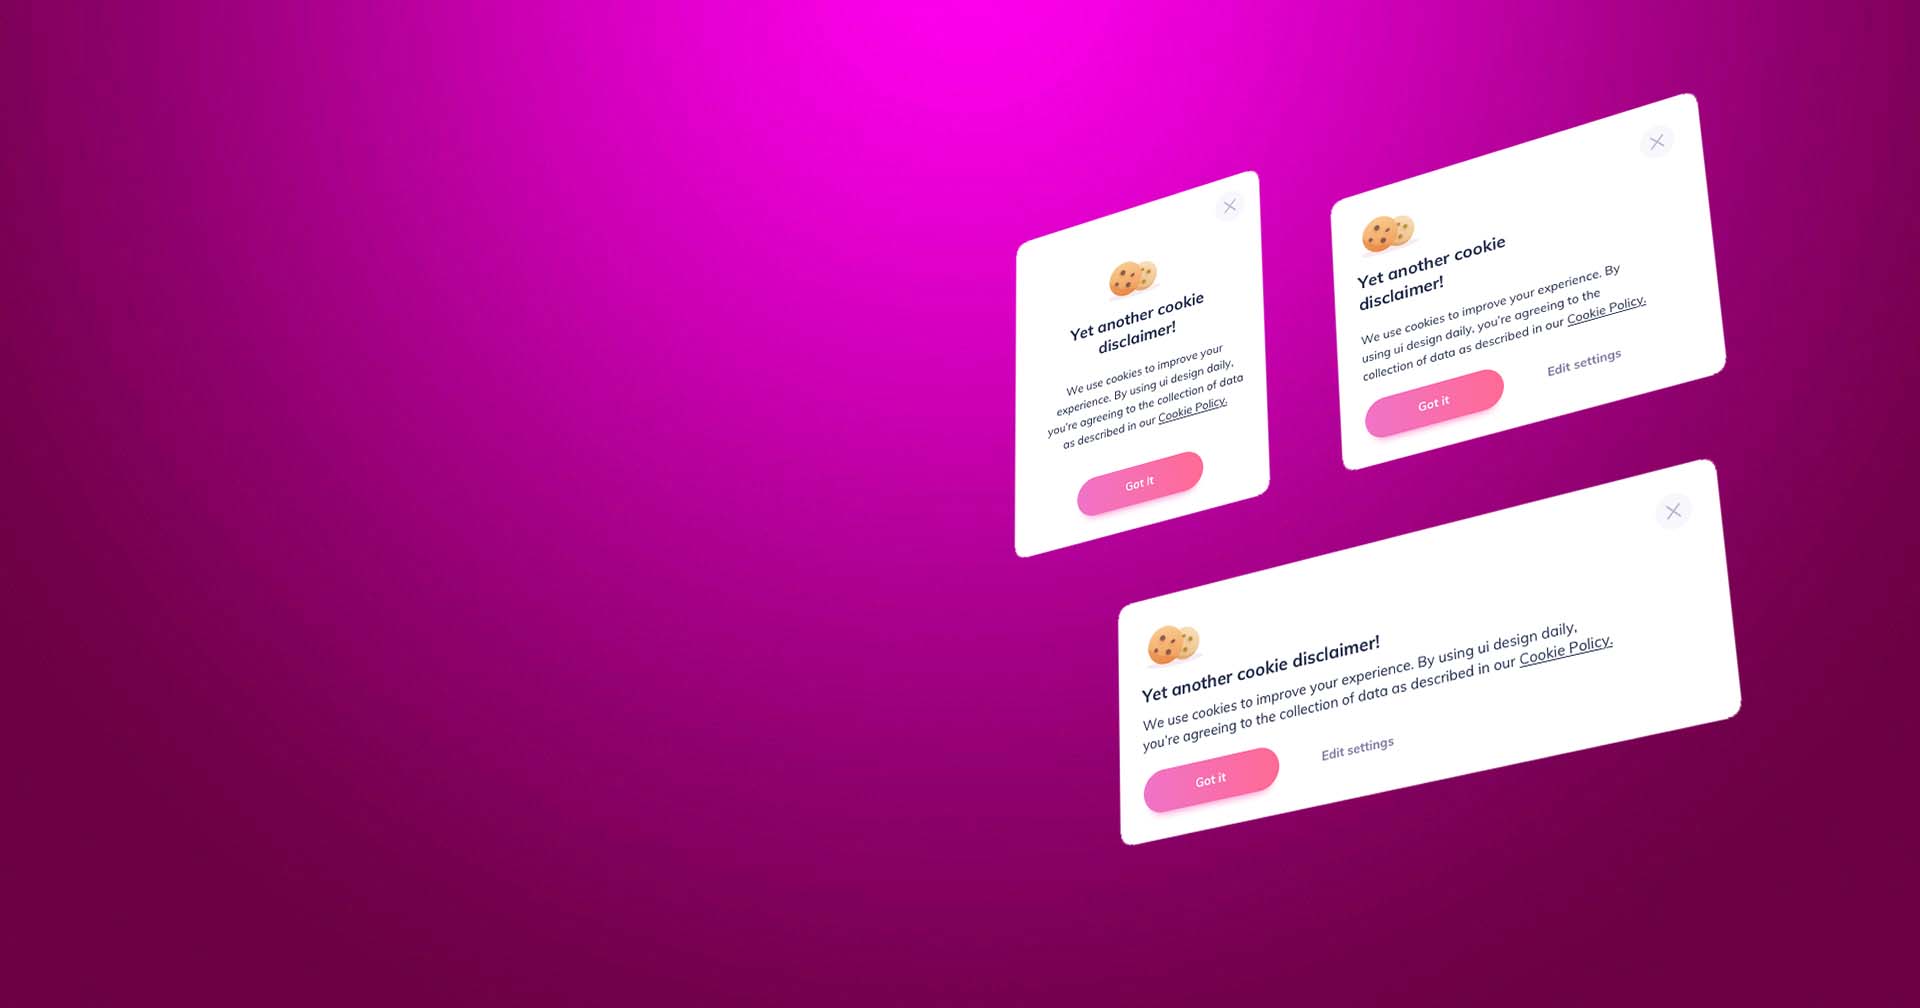 Yet another cookie
disclaimer!
We use cookies to improve your
experience. By using ui design daily,
you're agreeing to the collection of data
as described in our Cookie Policy.
Got it
Yet another cookie
disclaimer!
We use cookies to improve your experience. By
using ui design daily, you're agreeing to the
collection of data as described in our Cookie Policy.
Got it
Edit settings
Yet another cookie disclaimer!
We use cookies to improve your experience. By using ui design daily,
you're agreeing to the collection of data as described in our Cookie Policy.
Got it
Edit settings